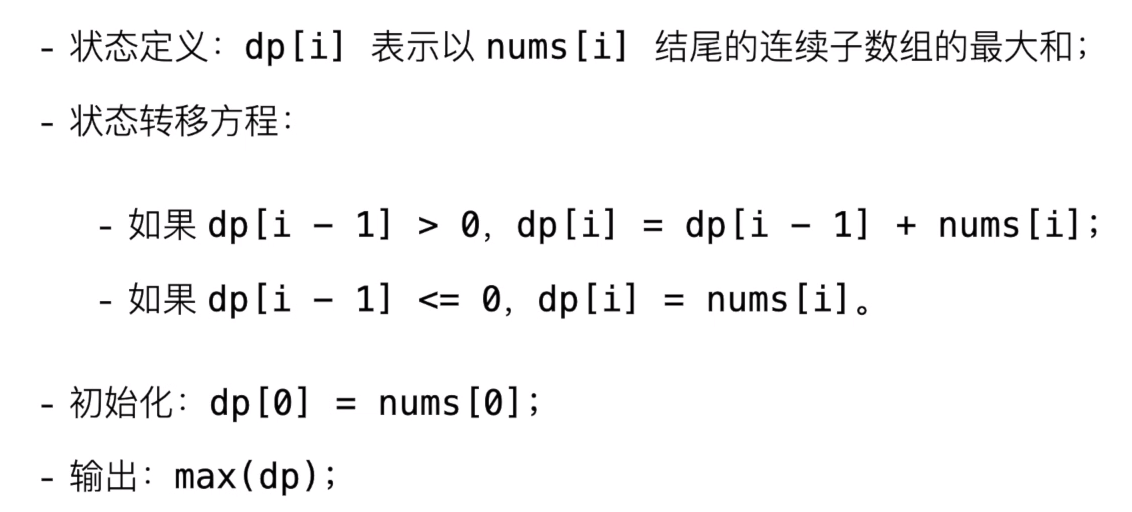 - 状态定义：dp[i] 表示以 nums[i] 结尾的连续子数组的最大和；
- 状态转移方程：
- 如果 dp[i − 1] > 0，dp[i] = dp[i − 1] + nums[i]；
- 如果 dp[i − 1] <= 0，dp[i] = nums[i]。
- 初始化：dp[0] = nums[0]；
- 输出：max(dp)；